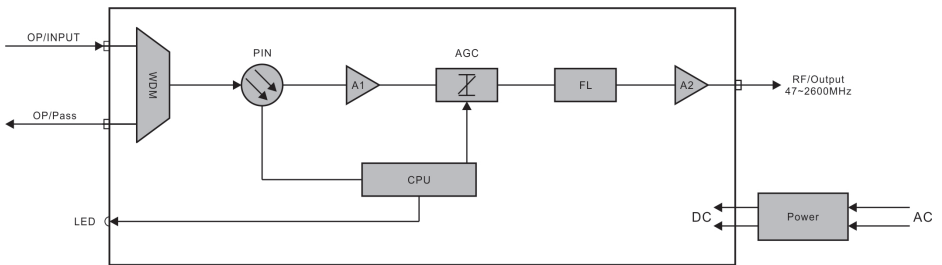 OP/INPUT
OP/Pass
LED
WDM
PIN
A1
AGC
FL
A2
CPU
RF/Output
47~2600MHz
DC
Power
AC